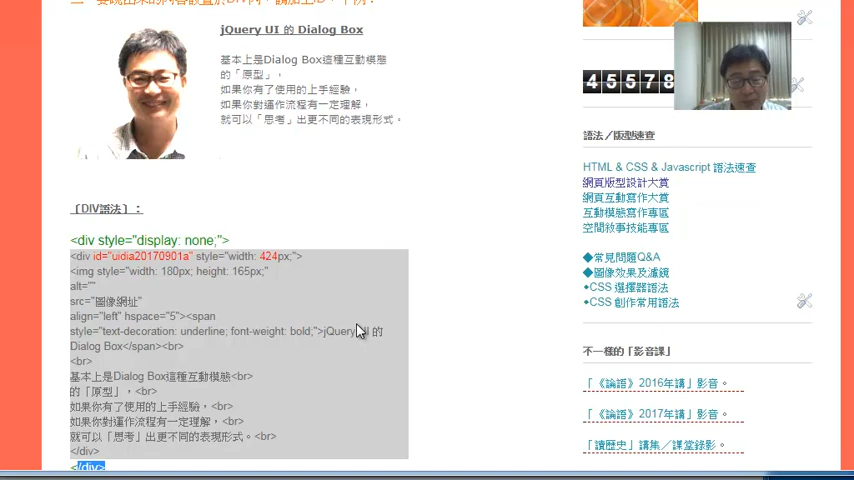 jQuery UI 的 Dialog Box
基本上是Dialog Box這種互動模態
的「原型」，
如果你有了使用的上手經驗，
如果你對運作流程有一定理解，
就可以「思考」出更不同的表現形式。
〔DIV語法〕：
<div style="display: none;">
<div id="uidia20170901a" style="width: 424px;">
<img style="width: 180px; height: 165px;"
alt=""
src="圖像網址"
align="left" hspace="5"><span
style="text-decoration: underline; font-weight: bold;">jQuery UI 的
Dialog Box</span><br>
<br>
基本上是Dialog Box這種互動模態<br>
的「原型」，<br>
如果你有了使用的上手經驗，<br>
如果你對運作流程有一定理解，<br>
就可以「思考」出更不同的表現形式。<br>
</div>
</div>
45578
語法／版型速查
HTML & CSS & Javascript 語法速查
網頁版型設計大賞
網頁互動寫作大賞
互動模態寫作專區
空間敘事技能專區
◆常見問題Q&A
◆圖像效果及濾鏡
◆CSS 選擇器語法
◆CSS 創作常用語法
不一樣的「影音課」
「《論語》2016年講」影音。
「《論語》2017年講」影音。
「讀歷史」講集／課堂錄影。